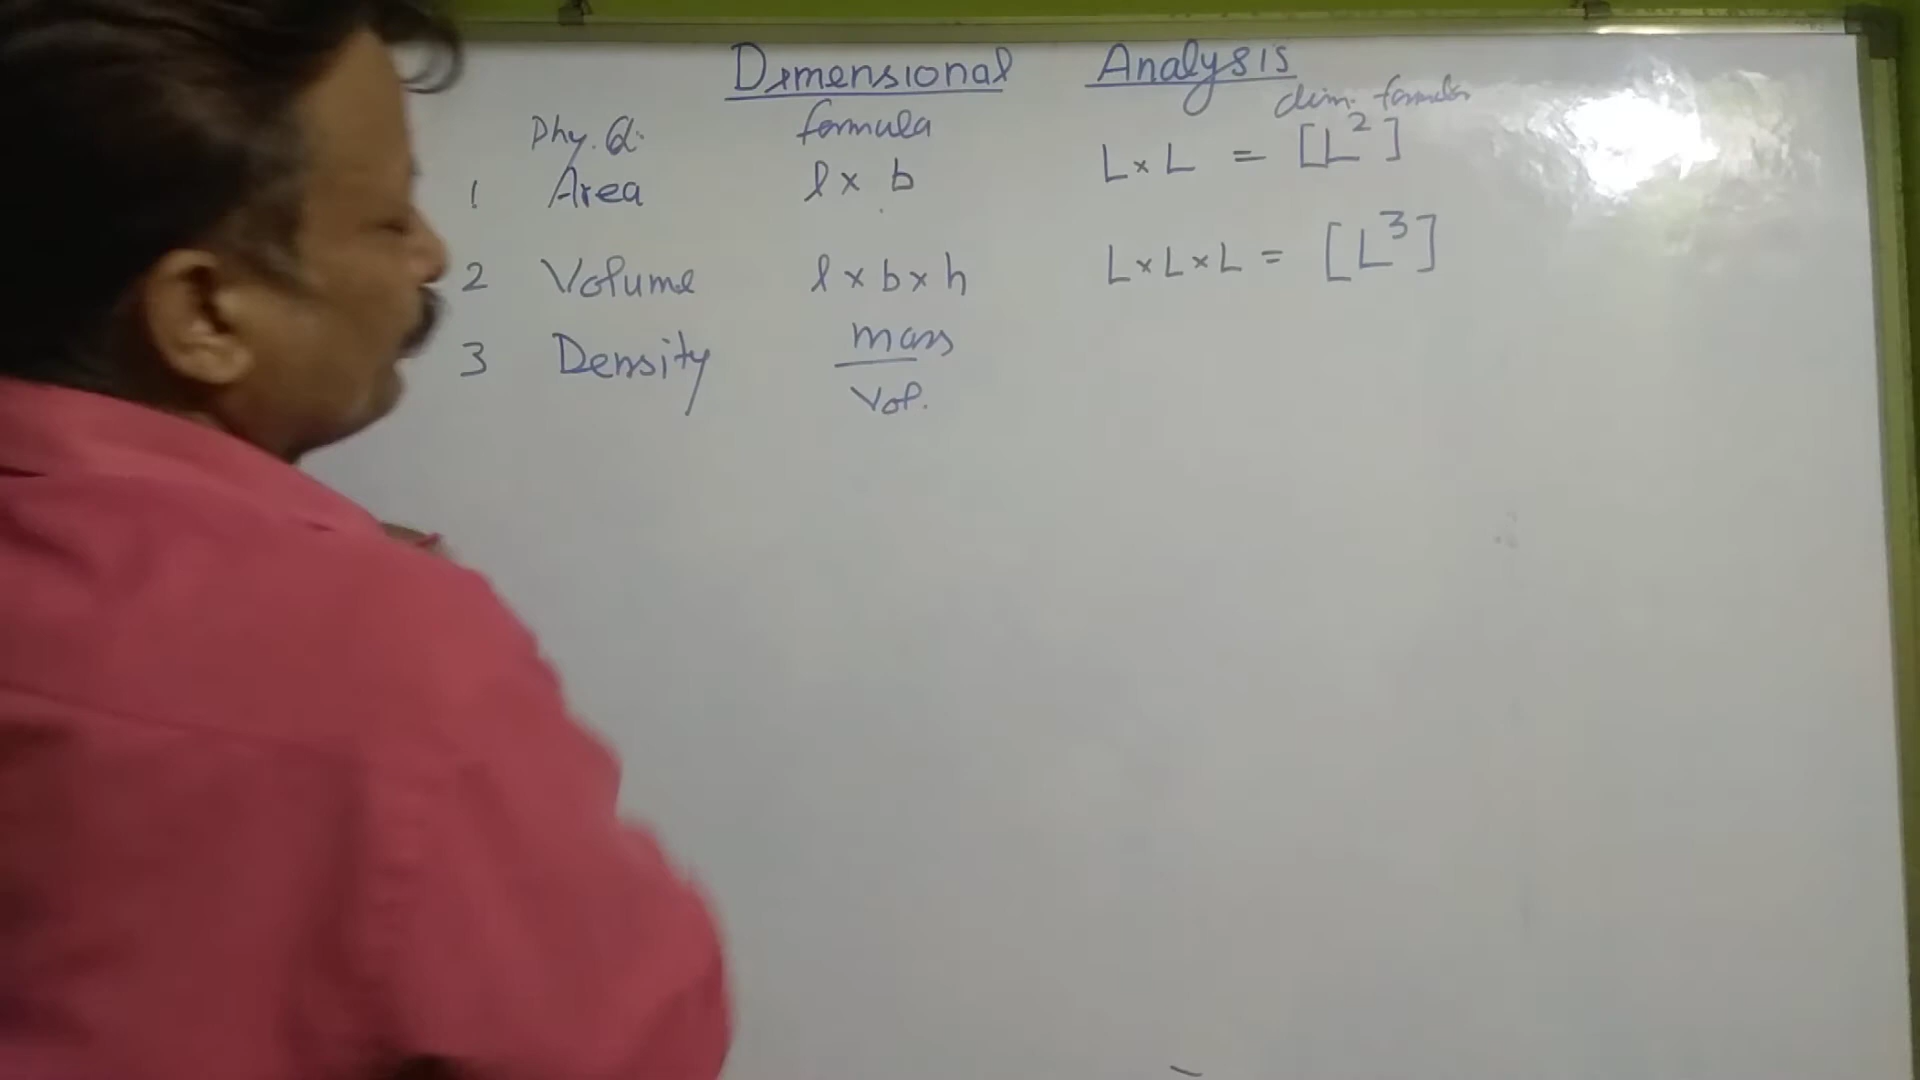 Dimensional Analysis
Phy. Q. formula dim. formula
1 Area l × b L × L = [L²]
2 Volume l × b × h L × L × L = [L³]
3 Density mass
Vol.